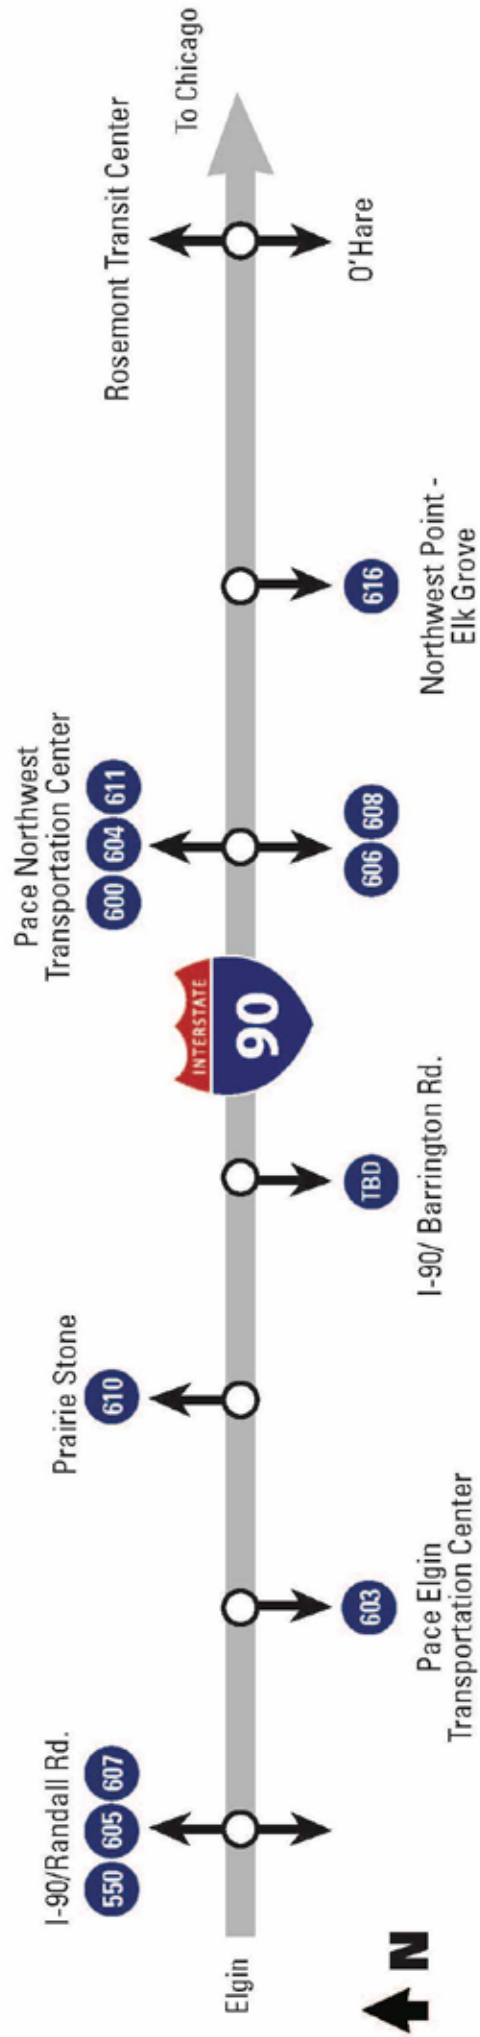 Elgin
I-90/Randall Rd.
550 605 607
603
Pace Elgin
Transportation Center
Prairie Stone
610
TBD
I-90/ Barrington Rd.
INTERSTATE
90
Pace Northwest
Transportation Center
600 604 611
606 608
616
Northwest Point -
Elk Grove
Rosemont Transit Center
O'Hare
To Chicago
N